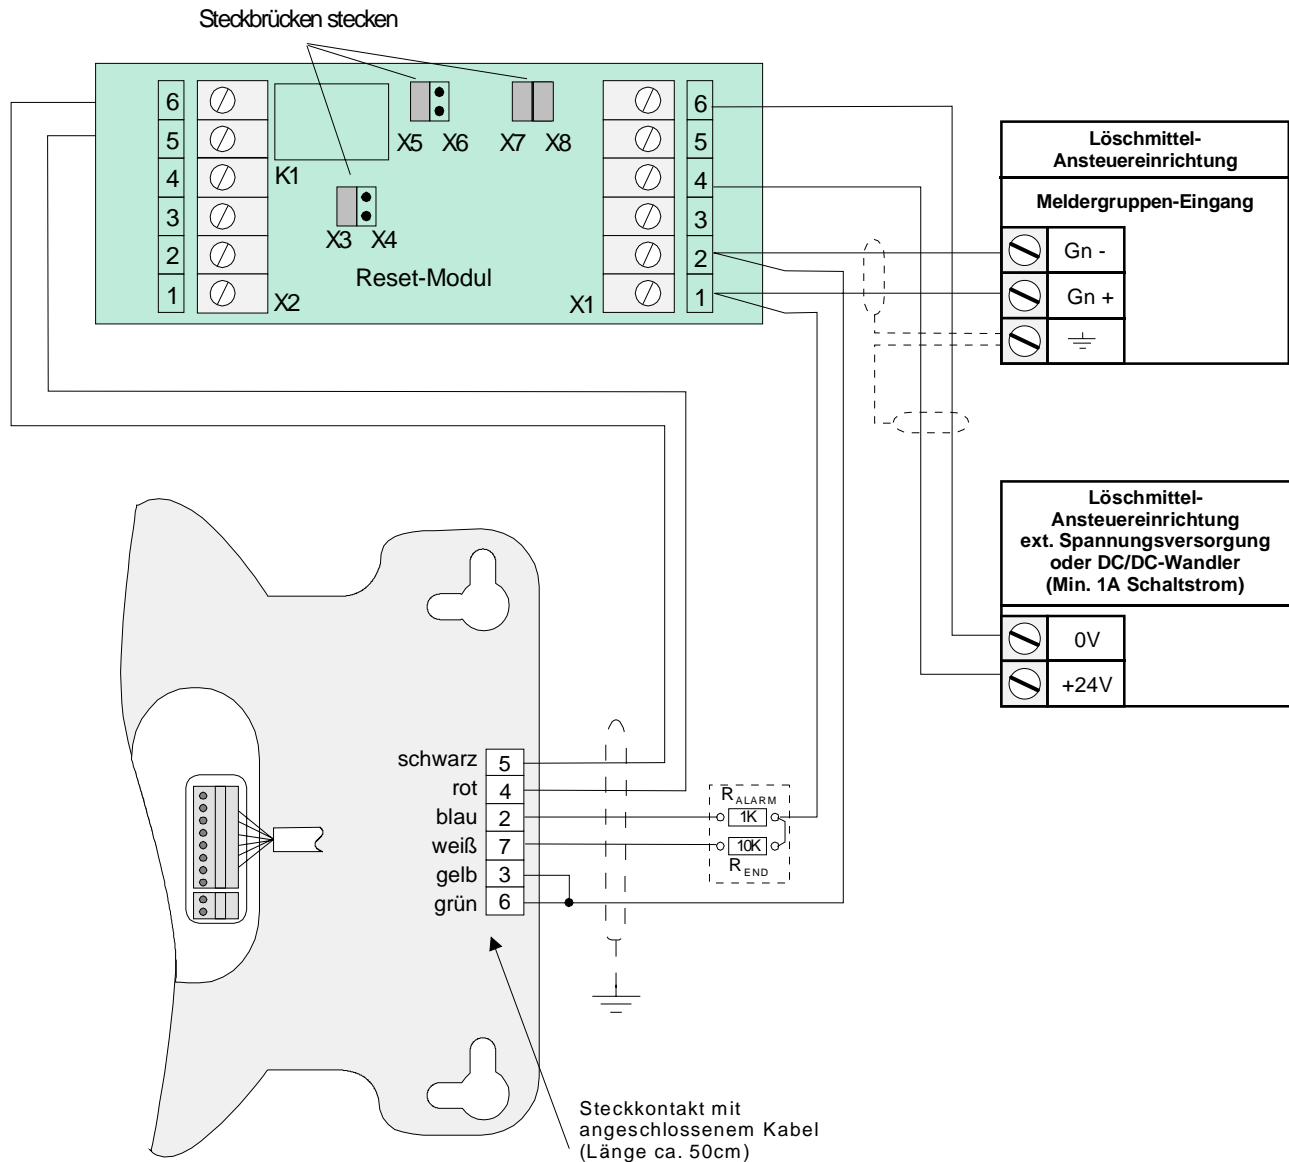 Steckbrücken stecken
6
5
4
3
2
1
K1
X5 X6
X7 X8
X3 X4
Reset-Modul
X2
X1
6
5
4
3
2
1
Löschmittel-
Ansteuereinrichtung
Meldergruppen-Eingang
Gn -
Gn +
Löschmittel-
Ansteuereinrichtung
ext. Spannungsversorgung
oder DC/DC-Wandler
(Min. 1A Schaltstrom)
0V
+24V
schwarz 5
rot 4
blau 2
weiß 7
gelb 3
grün 6
R ALARM
1K
10K
R END
Steckkontakt mit
angeschlossenem Kabel
(Länge ca. 50cm)